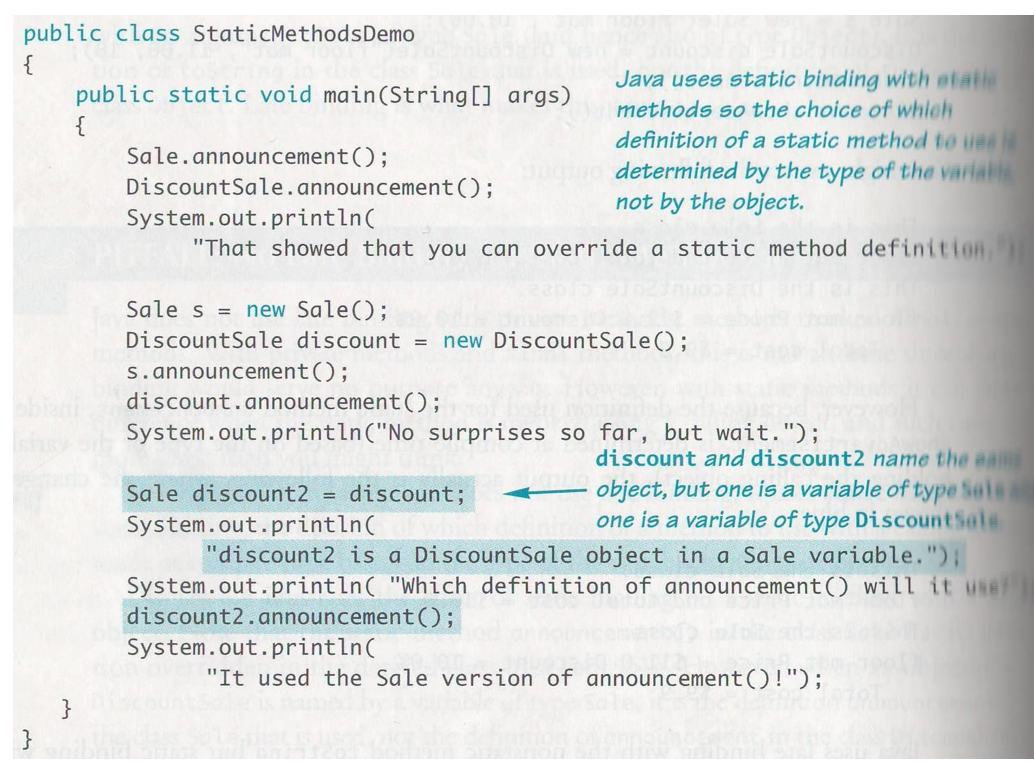 public class StaticMethodsDemo
{
public static void main(String[] args)
{
Java uses static binding with static
methods so the choice of which
definition of a static method to use is
determined by the type of the variable
not by the object.
Sale.announcement();
DiscountSale.announcement();
System.out.println(
"That showed that you can override a static method definition.");
Sale s = new Sale();
DiscountSale discount = new DiscountSale();
s.announcement();
discount.announcement();
System.out.println("No surprises so far, but wait.");
discount and discount2 name the same
object, but one is a variable of type Sale
one is a variable of type DiscountSale
Sale discount2 = discount;
System.out.println(
"discount2 is a DiscountSale object in a Sale variable.");
System.out.println( "Which definition of announcement() will it use?");
discount2.announcement();
System.out.println(
"It used the Sale version of announcement()!");
}
}